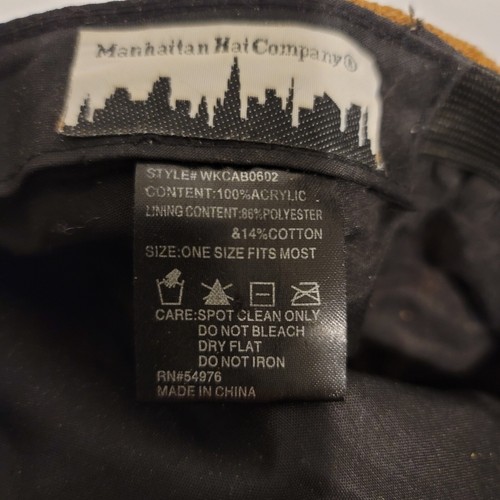 Manhattan Hat Company®
STYLE# WKCAB0602
CONTENT:100%ACRYLIC
LINING CONTENT:86%POLYESTER
&14%COTTON
SIZE:ONE SIZE FITS MOST
CARE:SPOT CLEAN ONLY
DO NOT BLEACH
DRY FLAT
DO NOT IRON
RN#54976
MADE IN CHINA